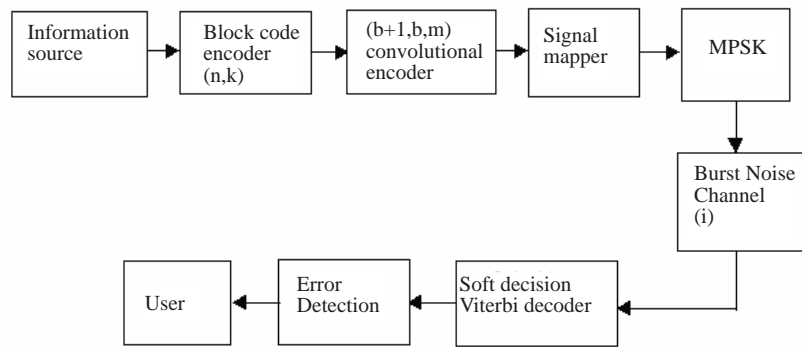 Information
source
Block code
encoder
(n,k)
(b+1,b,m)
convolutional
encoder
Signal
mapper
MPSK
Burst Noise
Channel
(i)
Soft decision
Viterbi decoder
Error
Detection
User